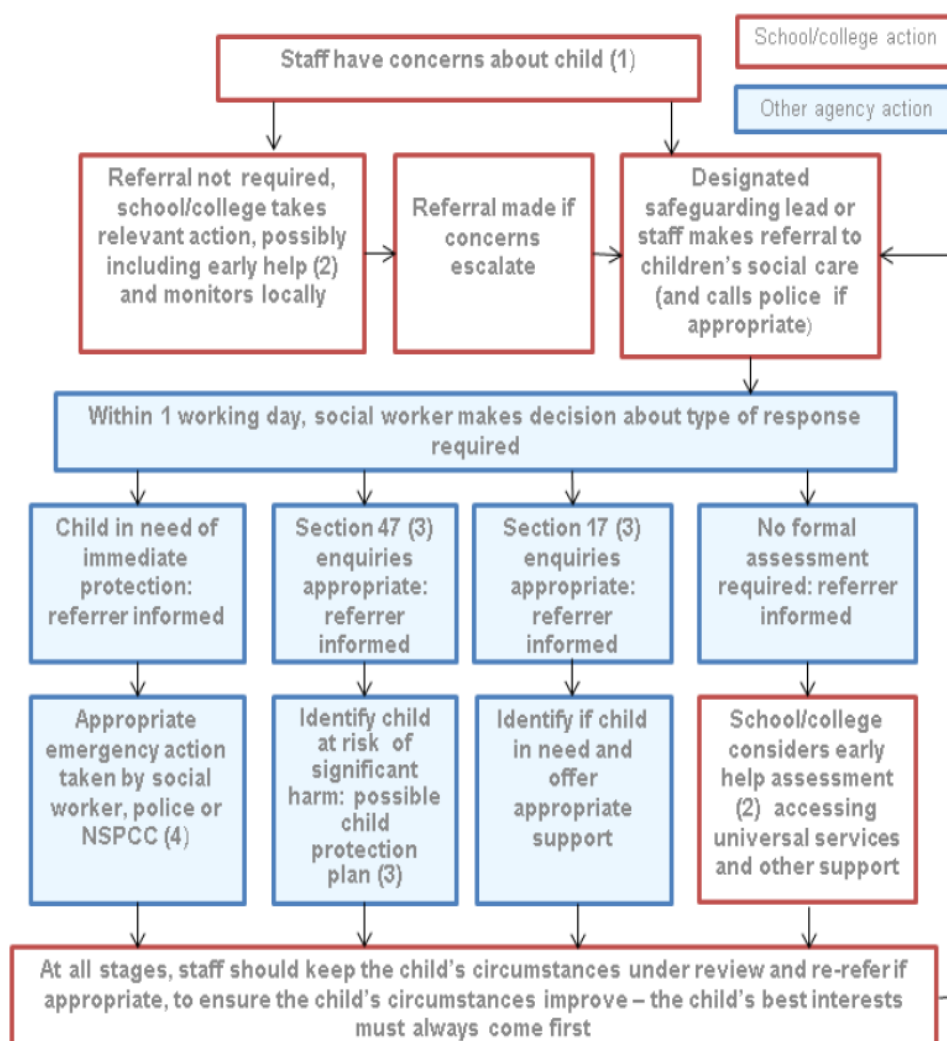 School/college action
Staff have concerns about child (1)
Other agency action
Referral not required,
school/college takes
relevant action, possibly
including early help (2)
and monitors locally
Referral made if
concerns
escalate
Designated
safeguarding lead or
staff makes referral to
children's social care
(and calls police if
appropriate)
Within 1 working day, social worker makes decision about type of response
required
Child in need of
immediate
protection:
referrer informed
Section 47 (3)
enquiries
appropriate:
referrer
informed
Section 17 (3)
enquiries
appropriate:
referrer
informed
No formal
assessment
required: referrer
informed
Appropriate
emergency action
taken by social
worker, police or
NSPCC (4)
Identify child
at risk of
significant
harm: possible
child
protection
plan (3)
Identify if child
in need and
offer
appropriate
support
School/college
considers early
help assessment
(2) accessing
universal services
and other support
At all stages, staff should keep the child's circumstances under review and re-refer if
appropriate, to ensure the child's circumstances improve – the child's best interests
must always come first